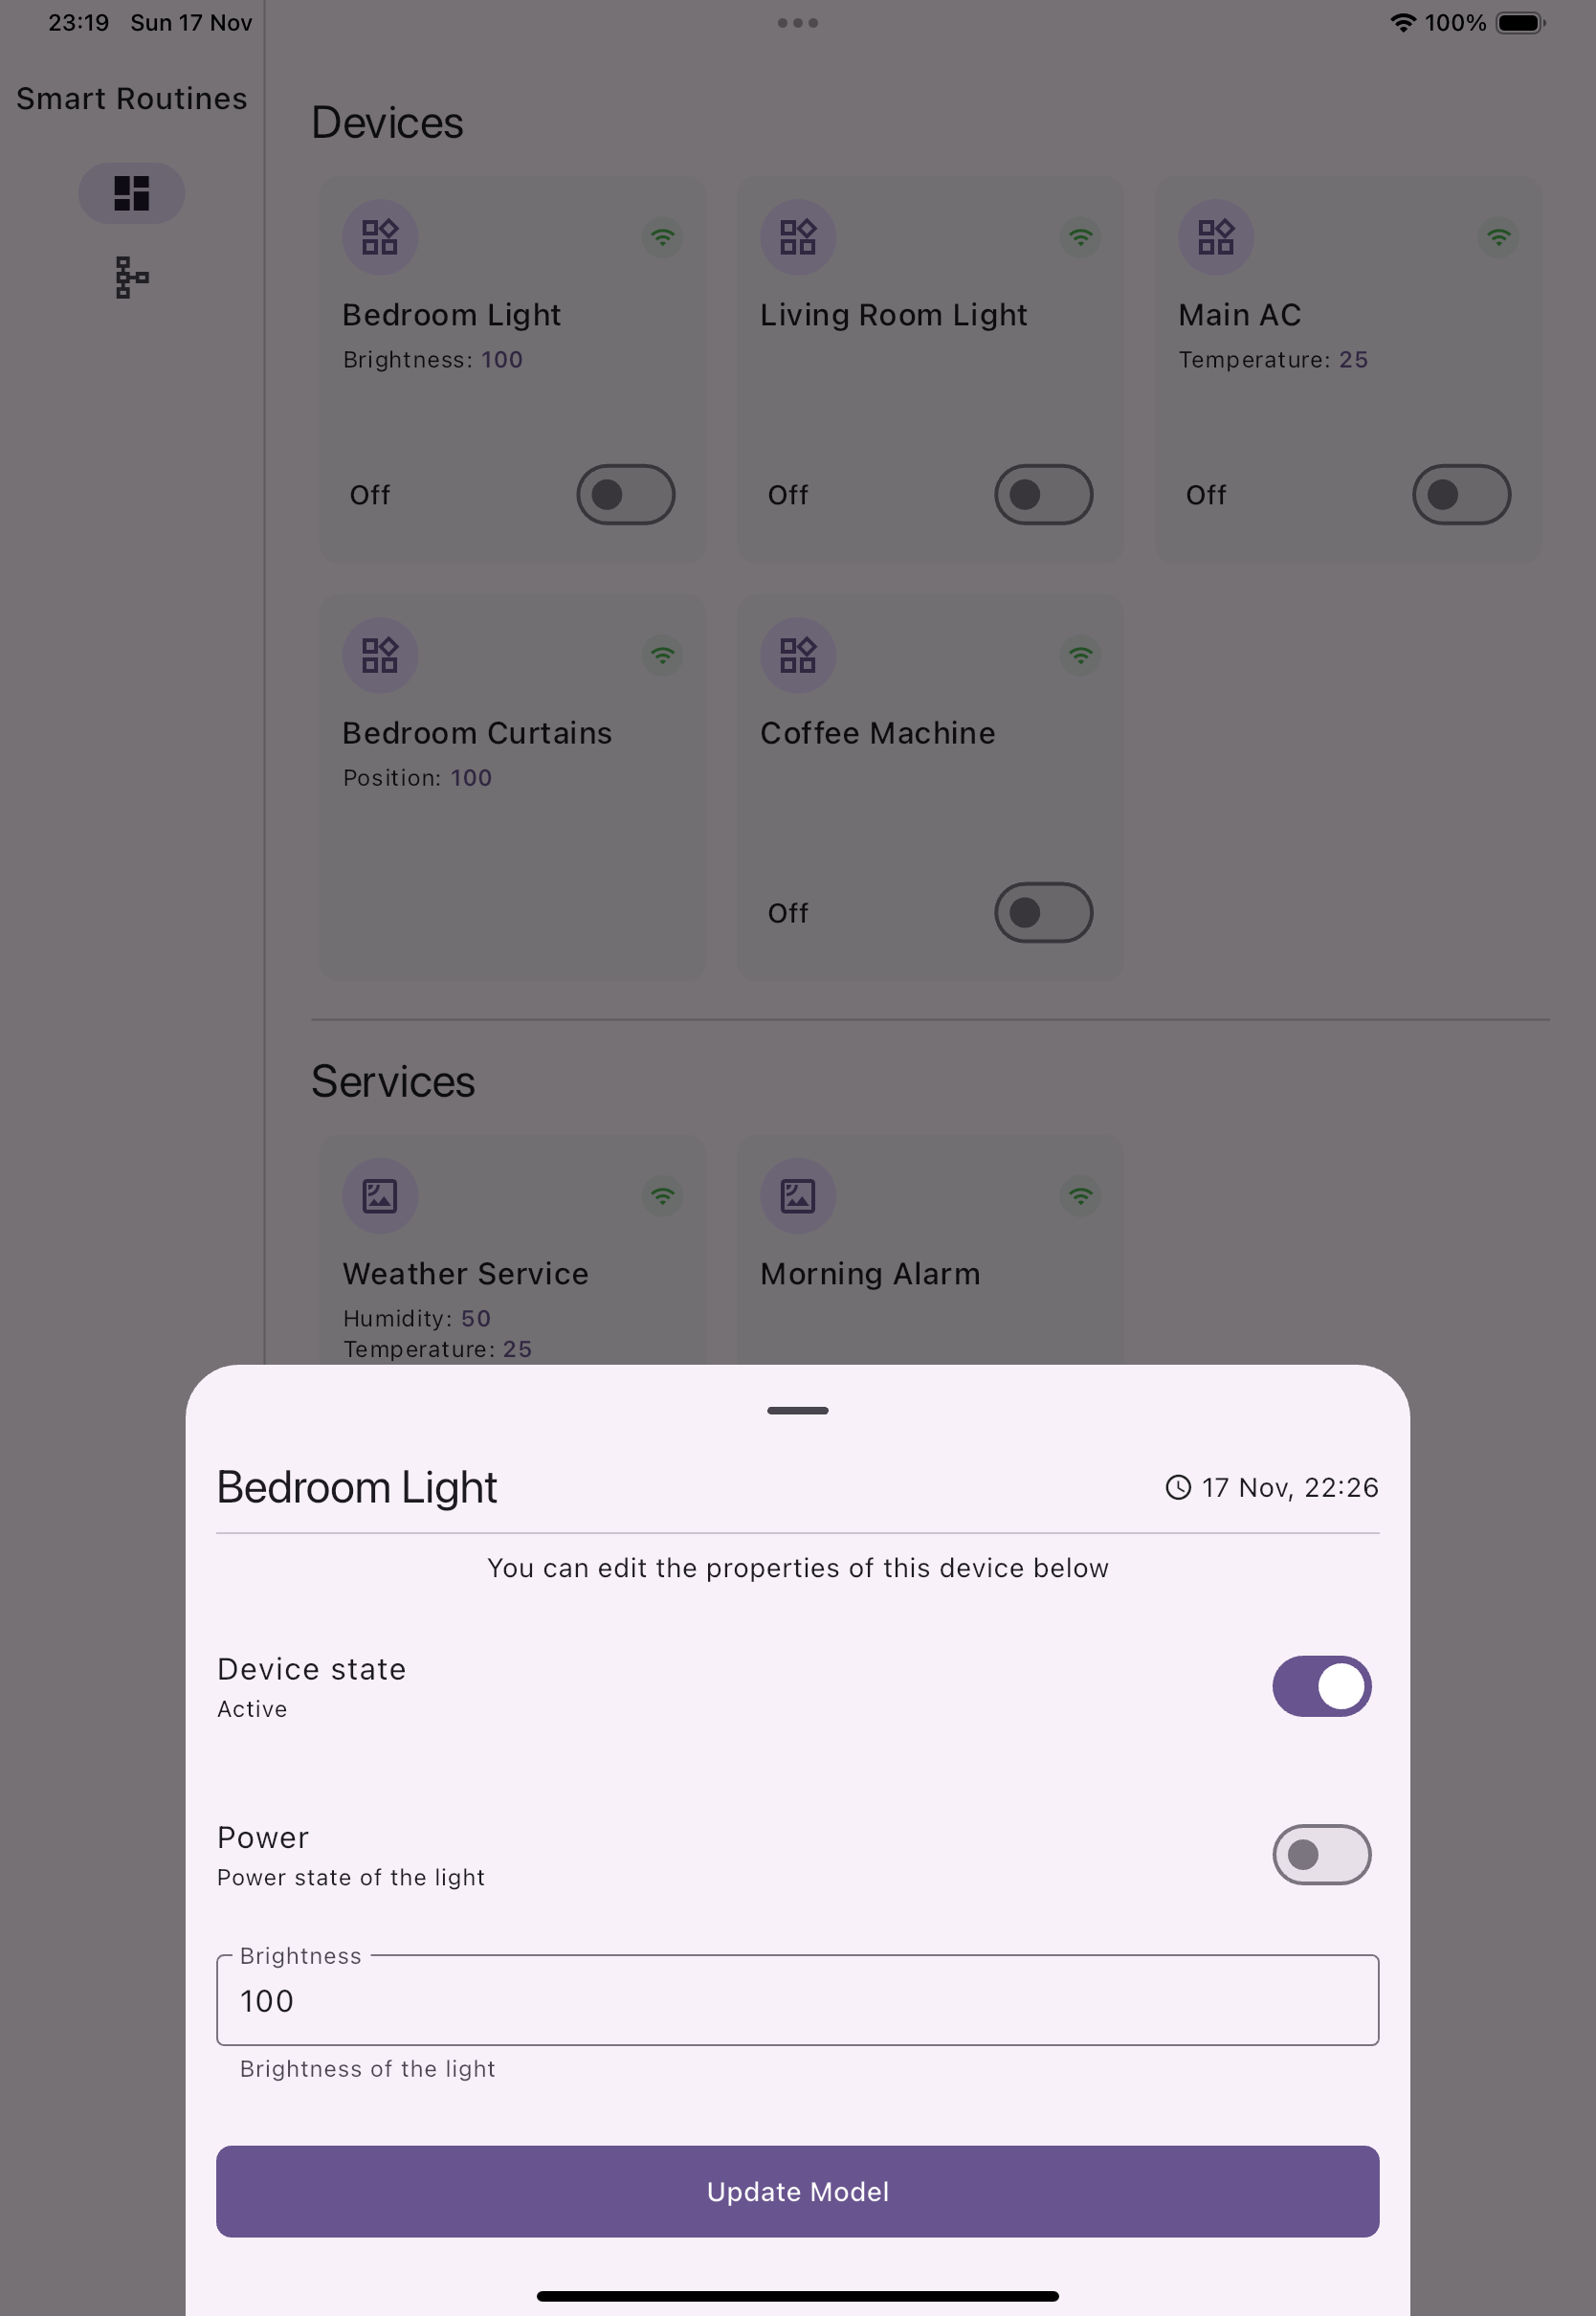 23:19 Sun 17 Nov
100%
Smart Routines
Devices
Bedroom Light
Brightness: 100
Off
Living Room Light
Off
Main AC
Temperature: 25
Off
Bedroom Curtains
Position: 100
Coffee Machine
Off
Services
Weather Service
Humidity: 50
Temperature: 25
Morning Alarm
Bedroom Light
17 Nov, 22:26
You can edit the properties of this device below
Device state
Active
Power
Power state of the light
Brightness
100
Brightness of the light
Update Model